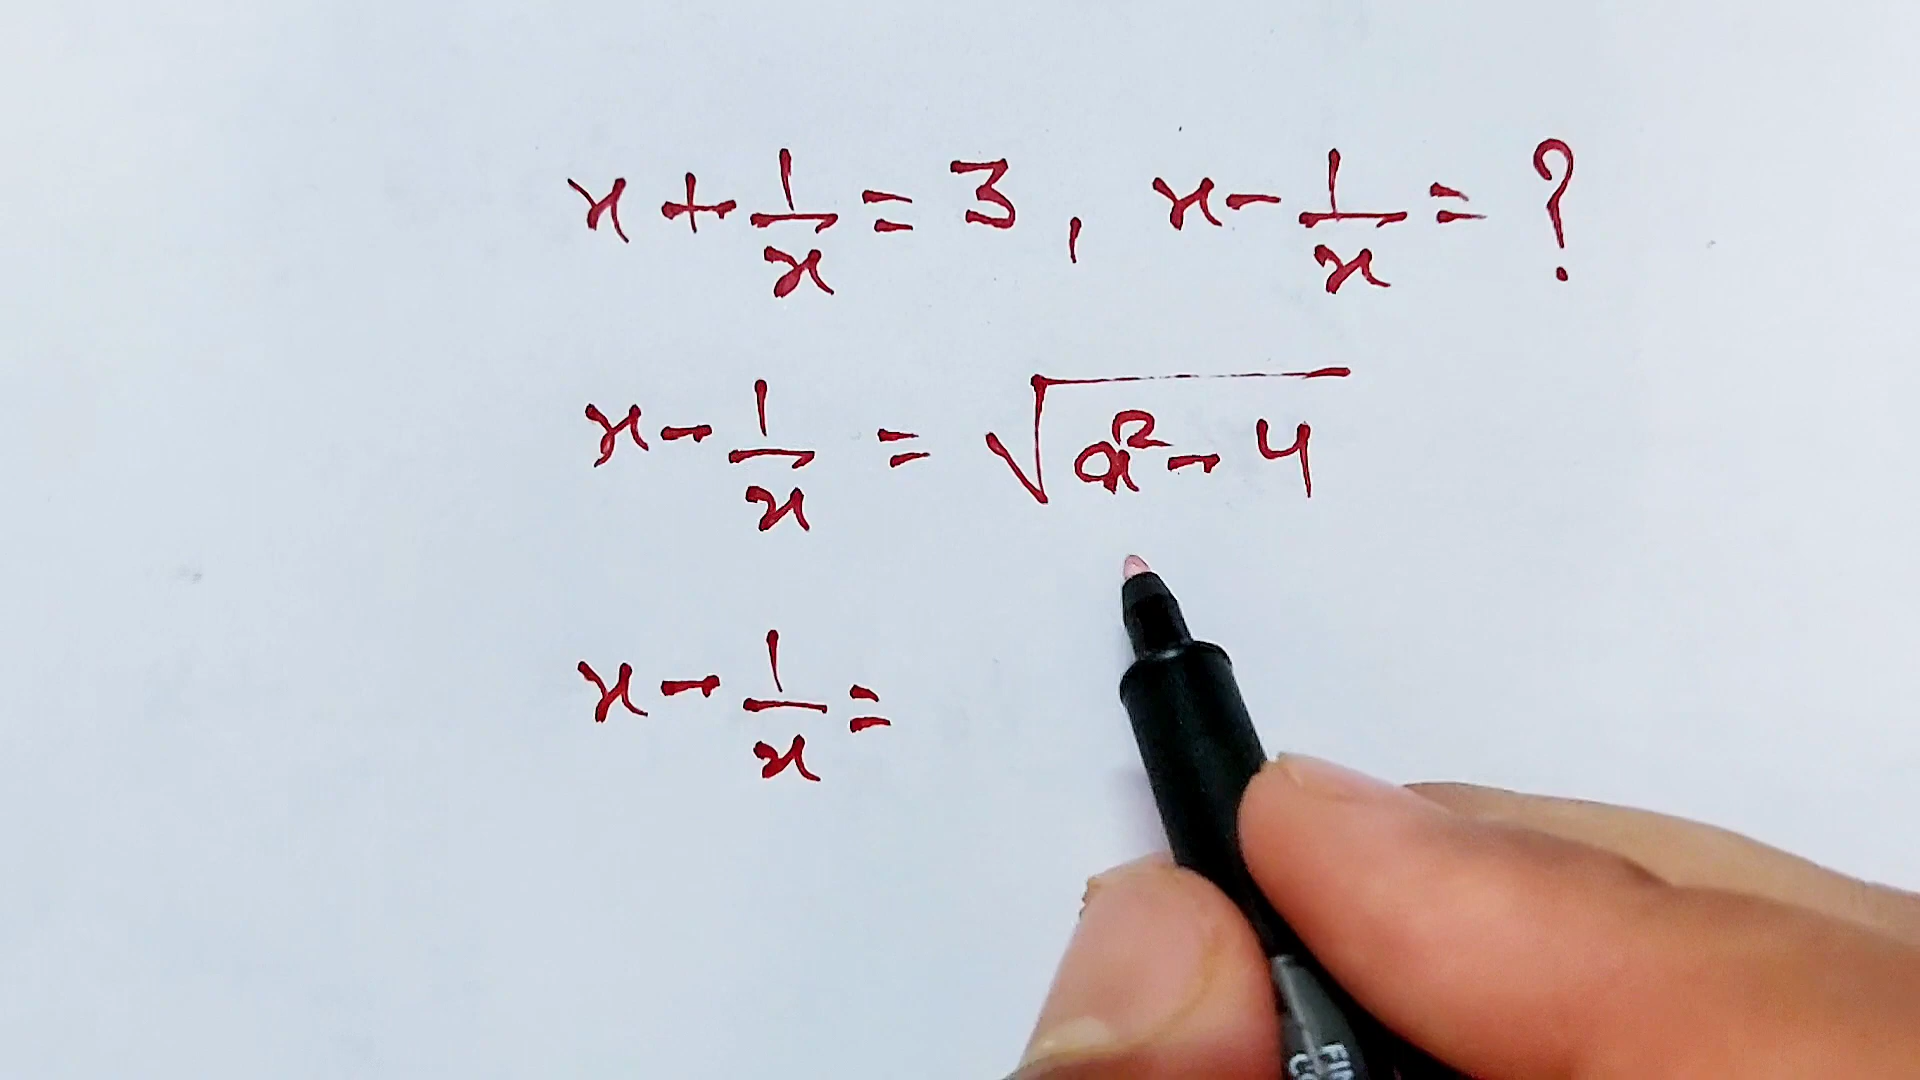 x + 1/x = 3, x - 1/x = ?
x - 1/x = √(a² - 4)
x - 1/x =